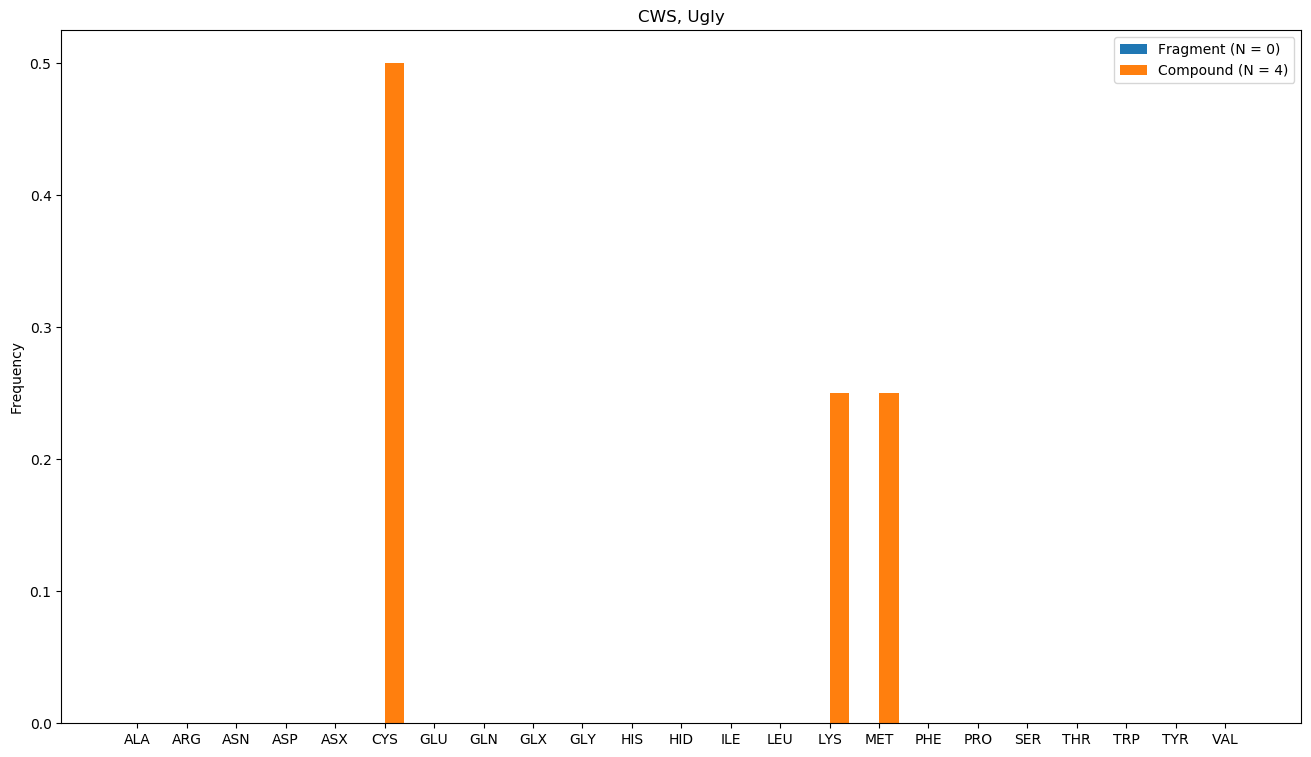 CWS, Ugly
Fragment (N = 0)
Compound (N = 4)
0.5
0.4
0.3
0.2
0.1
0.0
Frequency
ALA ARG ASN ASP ASX CYS GLU GLN GLX GLY HIS HID ILE LEU LYS MET PHE PRO SER THR TRP TYR VAL